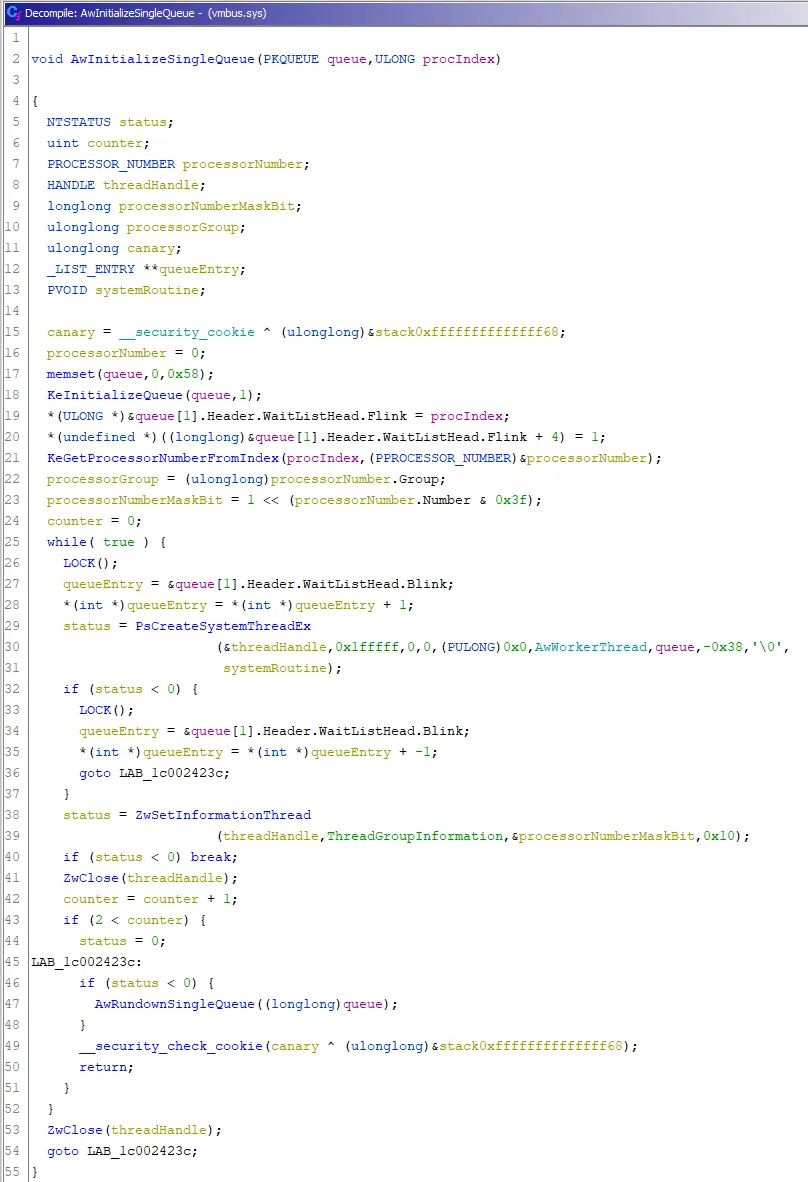 Decompile: AwInitializeSingleQueue - (vmbus.sys)
1
2 void AwInitializeSingleQueue(PKQUEUE queue,ULONG procIndex)
3
4 {
5 NTSTATUS status;
6 uint counter;
7 PROCESSOR_NUMBER processorNumber;
8 HANDLE threadHandle;
9 longlong processorNumberMaskBit;
10 ulonglong processorGroup;
11 ulonglong canary;
12 _LIST_ENTRY **queueEntry;
13 PVOID systemRoutine;
14
15 canary = __security_cookie ^ (ulonglong)&stack0xffffffffffffff68;
16 processorNumber = 0;
17 memset(queue,0,0x58);
18 KeInitializeQueue(queue,1);
19 *(ULONG *)&queue[1].Header.WaitListHead.Flink = procIndex;
20 *(undefined *)((longlong)&queue[1].Header.WaitListHead.Flink + 4) = 1;
21 KeGetProcessorNumberFromIndex(procIndex,(PPROCESSOR_NUMBER)&processorNumber);
22 processorGroup = (ulonglong)processorNumber.Group;
23 processorNumberMaskBit = 1 << (processorNumber.Number & 0x3f);
24 counter = 0;
25 while( true ) {
26 LOCK();
27 queueEntry = &queue[1].Header.WaitListHead.Blink;
28 *(int *)queueEntry = *(int *)queueEntry + 1;
29 status = PsCreateSystemThreadEx
30 (&threadHandle,0x1fffff,0,0,(PULONG)0x0,AwWorkerThread,queue,-0x38,'\0',
31 systemRoutine);
32 if (status < 0) {
33 LOCK();
34 queueEntry = &queue[1].Header.WaitListHead.Blink;
35 *(int *)queueEntry = *(int *)queueEntry + -1;
36 goto LAB_1c002423c;
37 }
38 status = ZwSetInformationThread
39 (threadHandle,ThreadGroupInformation,&processorNumberMaskBit,0x10);
40 if (status < 0) break;
41 ZwClose(threadHandle);
42 counter = counter + 1;
43 if (2 < counter) {
44 status = 0;
45 LAB_1c002423c:
46 if (status < 0) {
47 AwRundownSingleQueue((longlong)queue);
48 }
49 __security_check_cookie(canary ^ (ulonglong)&stack0xffffffffffffff68);
50 return;
51 }
52 }
53 ZwClose(threadHandle);
54 goto LAB_1c002423c;
55 }